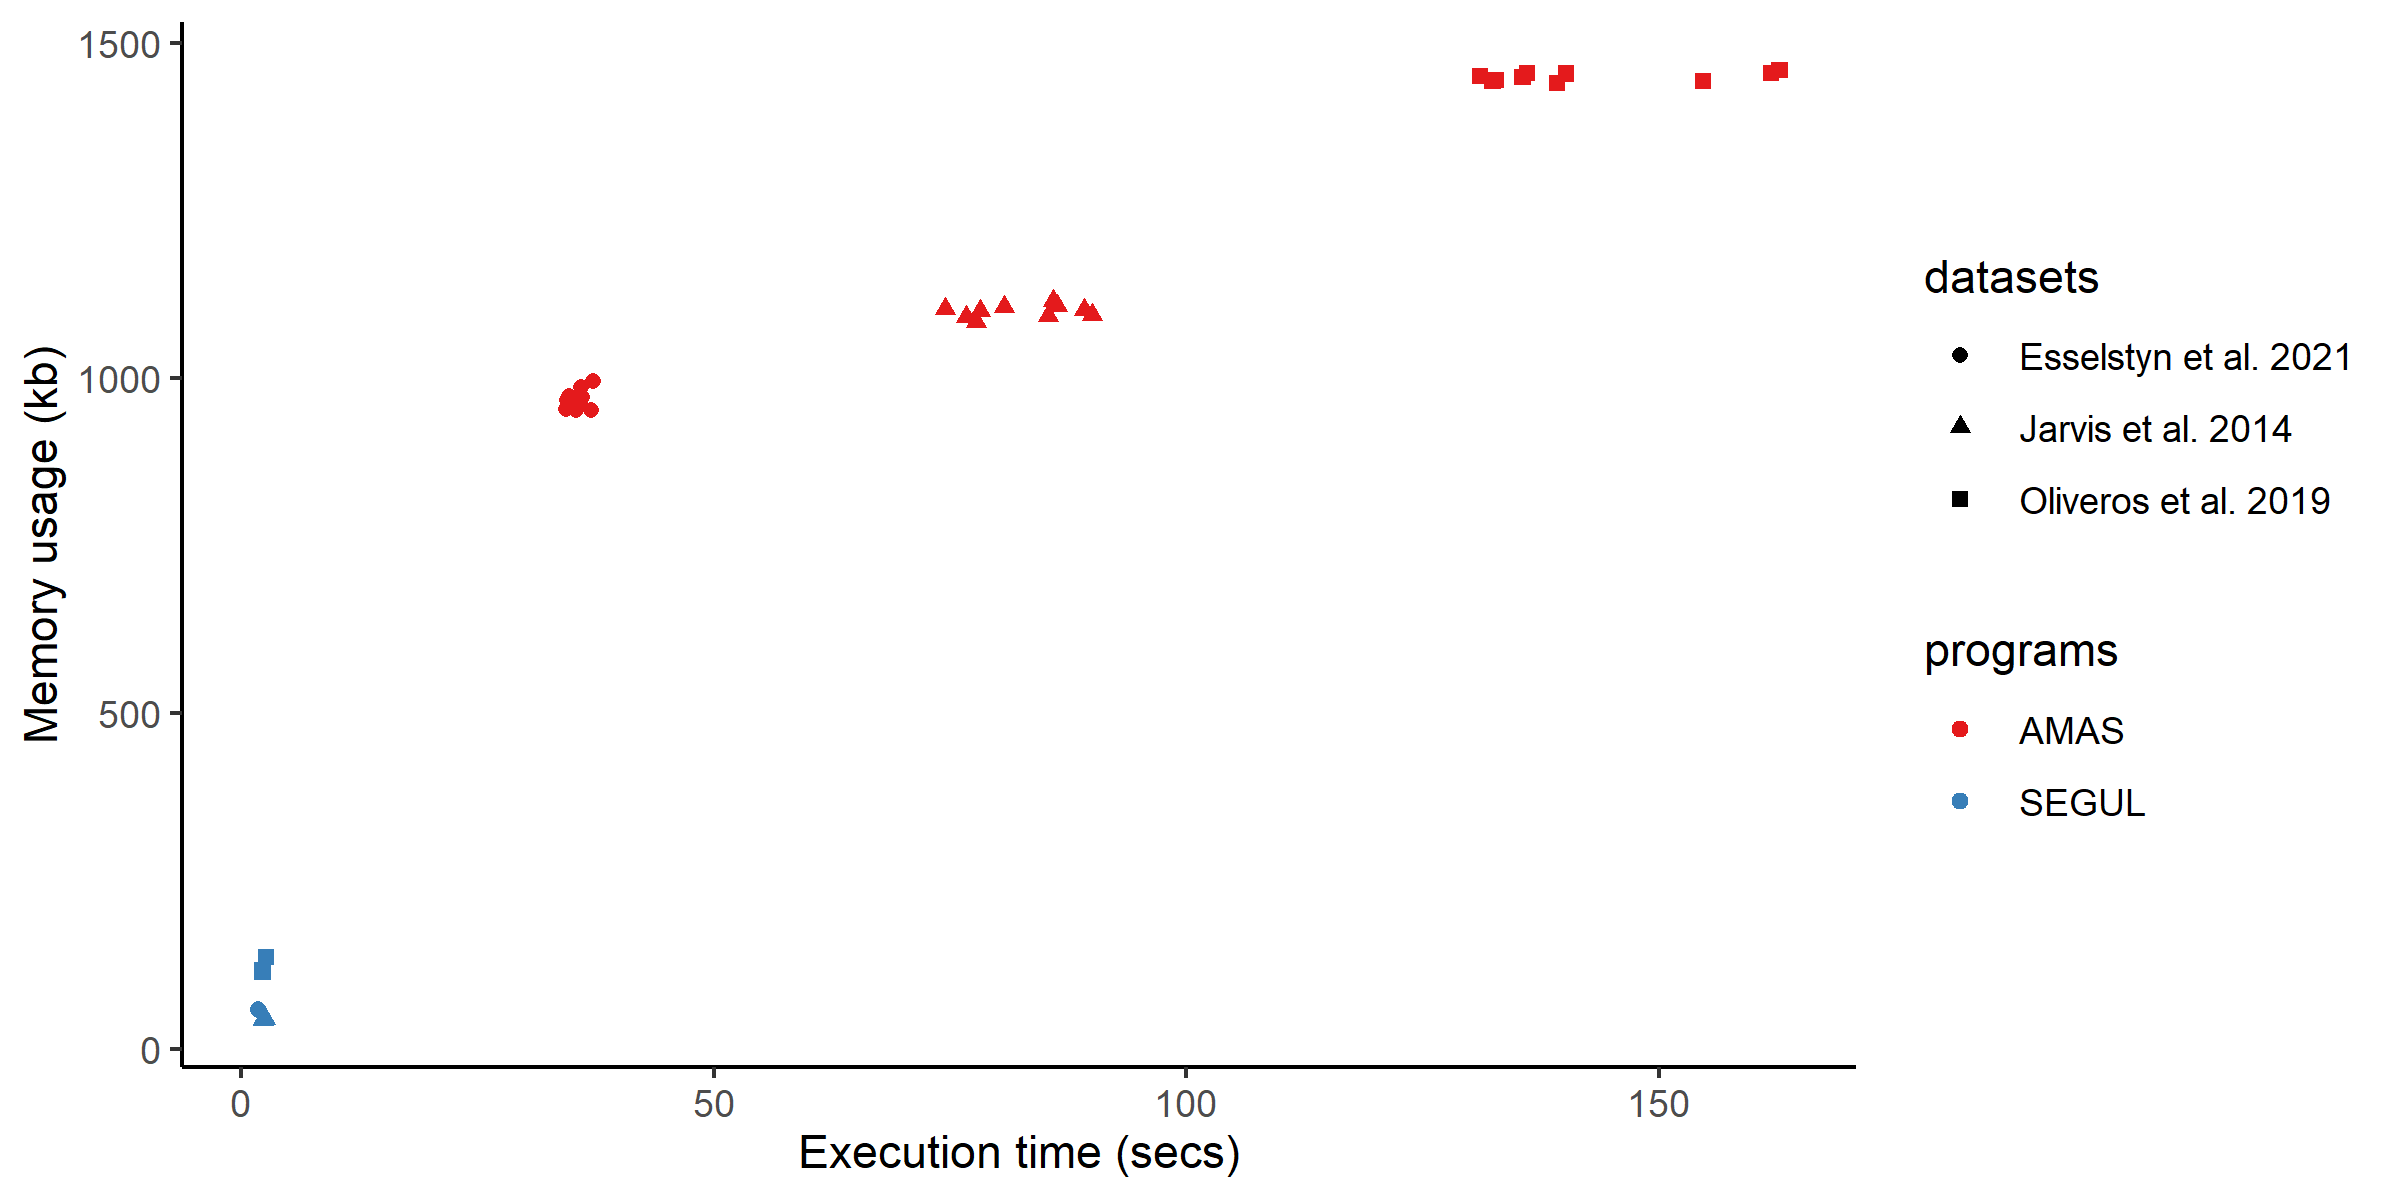 Memory usage (kb)
1500
1000
500
0
0 50 100 150
Execution time (secs)
datasets
Esselstyn et al. 2021
Jarvis et al. 2014
Oliveros et al. 2019
programs
AMAS
SEGUL